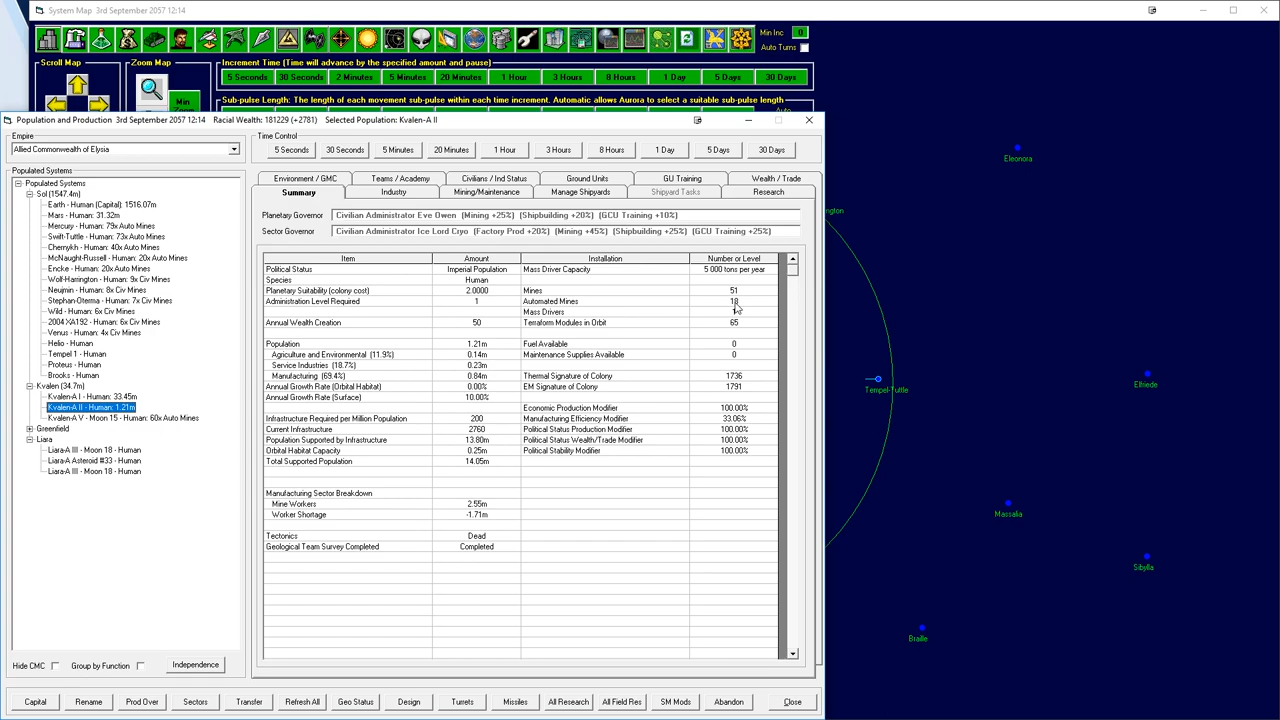 System Map 3rd September 2057 12:14
Min Inc 0
Auto Turns
Scroll Map
Zoom Map
Min
Increment Time (Time will advance by the specified amount and pause)
5 Seconds 30 Seconds 2 Minutes 5 Minutes 20 Minutes 1 Hour 3 Hours 8 Hours 1 Day 5 Days 30 Days
Sub-pulse Length: The length of each movement sub-pulse within each time increment. Automatic allows Aurora to select a suitable sub-pulse length
Population and Production 3rd September 2057 12:14 Racial Wealth: 181229 (+2781) Selected Population: Kvalen-A II
Empire
Allied Commonwealth of Elysia
Time Control
5 Seconds 30 Seconds 5 Minutes 20 Minutes 1 Hour 3 Hours 8 Hours 1 Day 5 Days 30 Days
Populated Systems
Populated Systems
Sol (1547.4m)
Earth - Human (Capital): 1516.07m
Mars - Human: 31.32m
Mercury - Human: 79x Auto Mines
Swift-Tuttle - Human: 73x Auto Mines
Chernykh - Human: 40x Auto Mines
McNaught-Russell - Human: 20x Auto Mines
Encke - Human: 20x Auto Mines
Wolf-Harrington - Human: 9x Civ Mines
Neujmin - Human: 8x Civ Mines
Stephan-Oterma - Human: 7x Civ Mines
Wild - Human: 6x Civ Mines
2004 XA192 - Human: 6x Civ Mines
Venus - Human: 4x Civ Mines
Helio - Human
Tempel 1 - Human
Proteus - Human
Brooks - Human
Kvalen (34.7m)
Kvalen-A I - Human: 33.45m
Kvalen-A II - Human: 1.21m
Kvalen-A V - Moon 15 - Human: 60x Auto Mines
Greenfield
Liara
Liara-A III - Moon 18 - Human
Liara-A Asteroid #33 - Human
Liara-A III - Moon 18 - Human
Hide CMC Group by Function Independence
Environment / GMC Teams / Academy Civilians / Ind Status Ground Units GU Training Wealth / Trade
Summary Industry Mining/Maintenance Manage Shipyards Shipyard Tasks Research
Planetary Governor Civilian Administrator Eve Owen (Mining +25%) (Shipbuilding +20%) (GCU Training +10%)
Sector Governor Civilian Administrator Ice Lord Cryo (Factory Prod +20%) (Mining +45%) (Shipbuilding +25%) (GCU Training +25%)
Item Amount Installation Number or Level
Political Status Imperial Population Mass Driver Capacity 5 000 tons per year
Species Human
Planetary Suitability (colony cost) 2.0000 Mines 51
Administration Level Required 1 Automated Mines 18
Mass Drivers 1
Annual Wealth Creation 50 Terraform Modules in Orbit 65
Population 1.21m Fuel Available 0
Agriculture and Environmental (11.9%) 0.14m Maintenance Supplies Available 0
Service Industries (18.7%) 0.23m
Manufacturing (69.4%) 0.84m Thermal Signature of Colony 1736
Annual Growth Rate (Orbital Habitat) 0.00% EM Signature of Colony 1791
Annual Growth Rate (Surface) 10.00%
Economic Production Modifier 100.00%
Infrastructure Required per Million Population 200 Manufacturing Efficiency Modifier 33.06%
Current Infrastructure 2760 Political Status Production Modifier 100.00%
Population Supported by Infrastructure 13.80m Political Status Wealth/Trade Modifier 100.00%
Orbital Habitat Capacity 0.25m Political Stability Modifier 100.00%
Total Supported Population 14.05m
Manufacturing Sector Breakdown
Mine Workers 2.55m
Worker Shortage -1.71m
Tectonics Dead
Geological Team Survey Completed Completed
Capital Rename Prod Over Sectors Transfer Refresh All Geo Status Design Turrets Missiles All Research All Field Res SM Mods Abandon Close
Eleonora
ngton
Tempel-Tuttle
Elfriede
Massalia
Sibylla
Braille